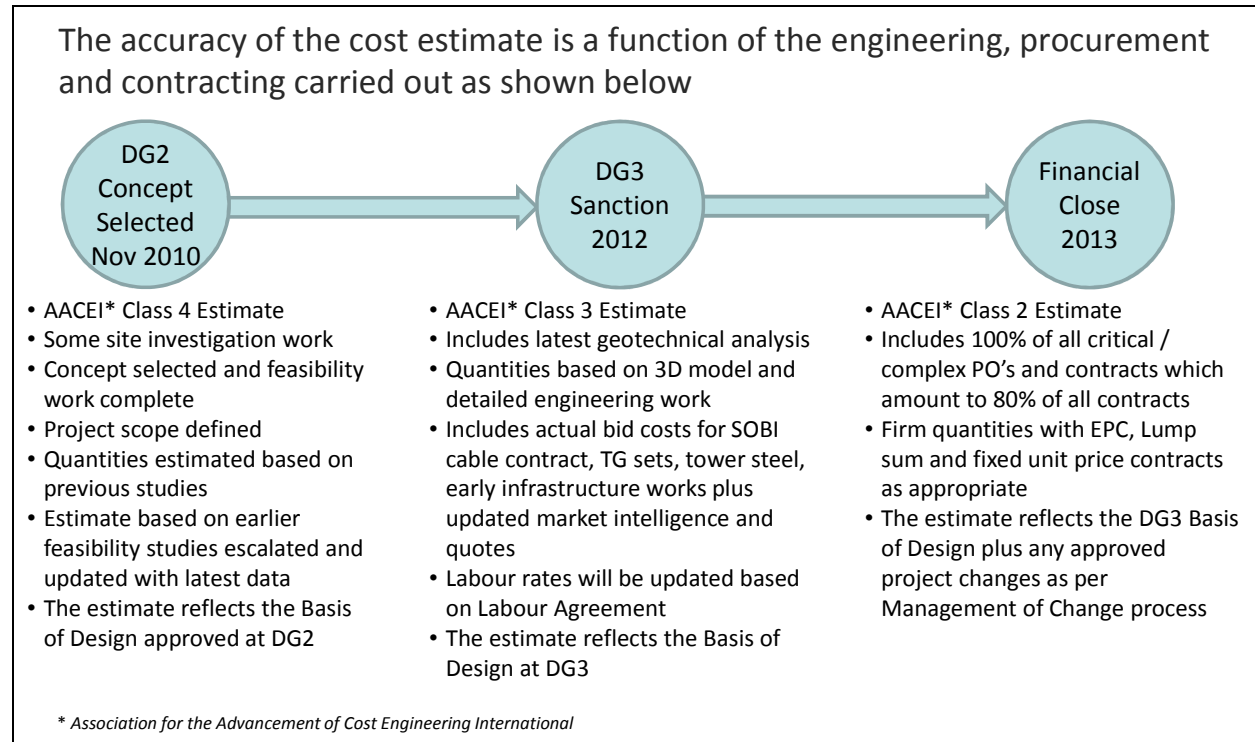 The accuracy of the cost estimate is a function of the engineering, procurement
and contracting carried out as shown below
DG2
Concept
Selected
Nov 2010
DG3
Sanction
2012
Financial
Close
2013
• AACEI* Class 4 Estimate
• Some site investigation work
• Concept selected and feasibility
work complete
• Project scope defined
• Quantities estimated based on
previous studies
• Estimate based on earlier
feasibility studies escalated and
updated with latest data
• The estimate reflects the Basis
of Design approved at DG2
• AACEI* Class 3 Estimate
• Includes latest geotechnical analysis
• Quantities based on 3D model and
detailed engineering work
• Includes actual bid costs for SOBI
cable contract, TG sets, tower steel,
early infrastructure works plus
updated market intelligence and
quotes
• Labour rates will be updated based
on Labour Agreement
• The estimate reflects the Basis of
Design at DG3
• AACEI* Class 2 Estimate
• Includes 100% of all critical /
complex PO’s and contracts which
amount to 80% of all contracts
• Firm quantities with EPC, Lump
sum and fixed unit price contracts
as appropriate
• The estimate reflects the DG3 Basis
of Design plus any approved
project changes as per
Management of Change process
* Association for the Advancement of Cost Engineering International